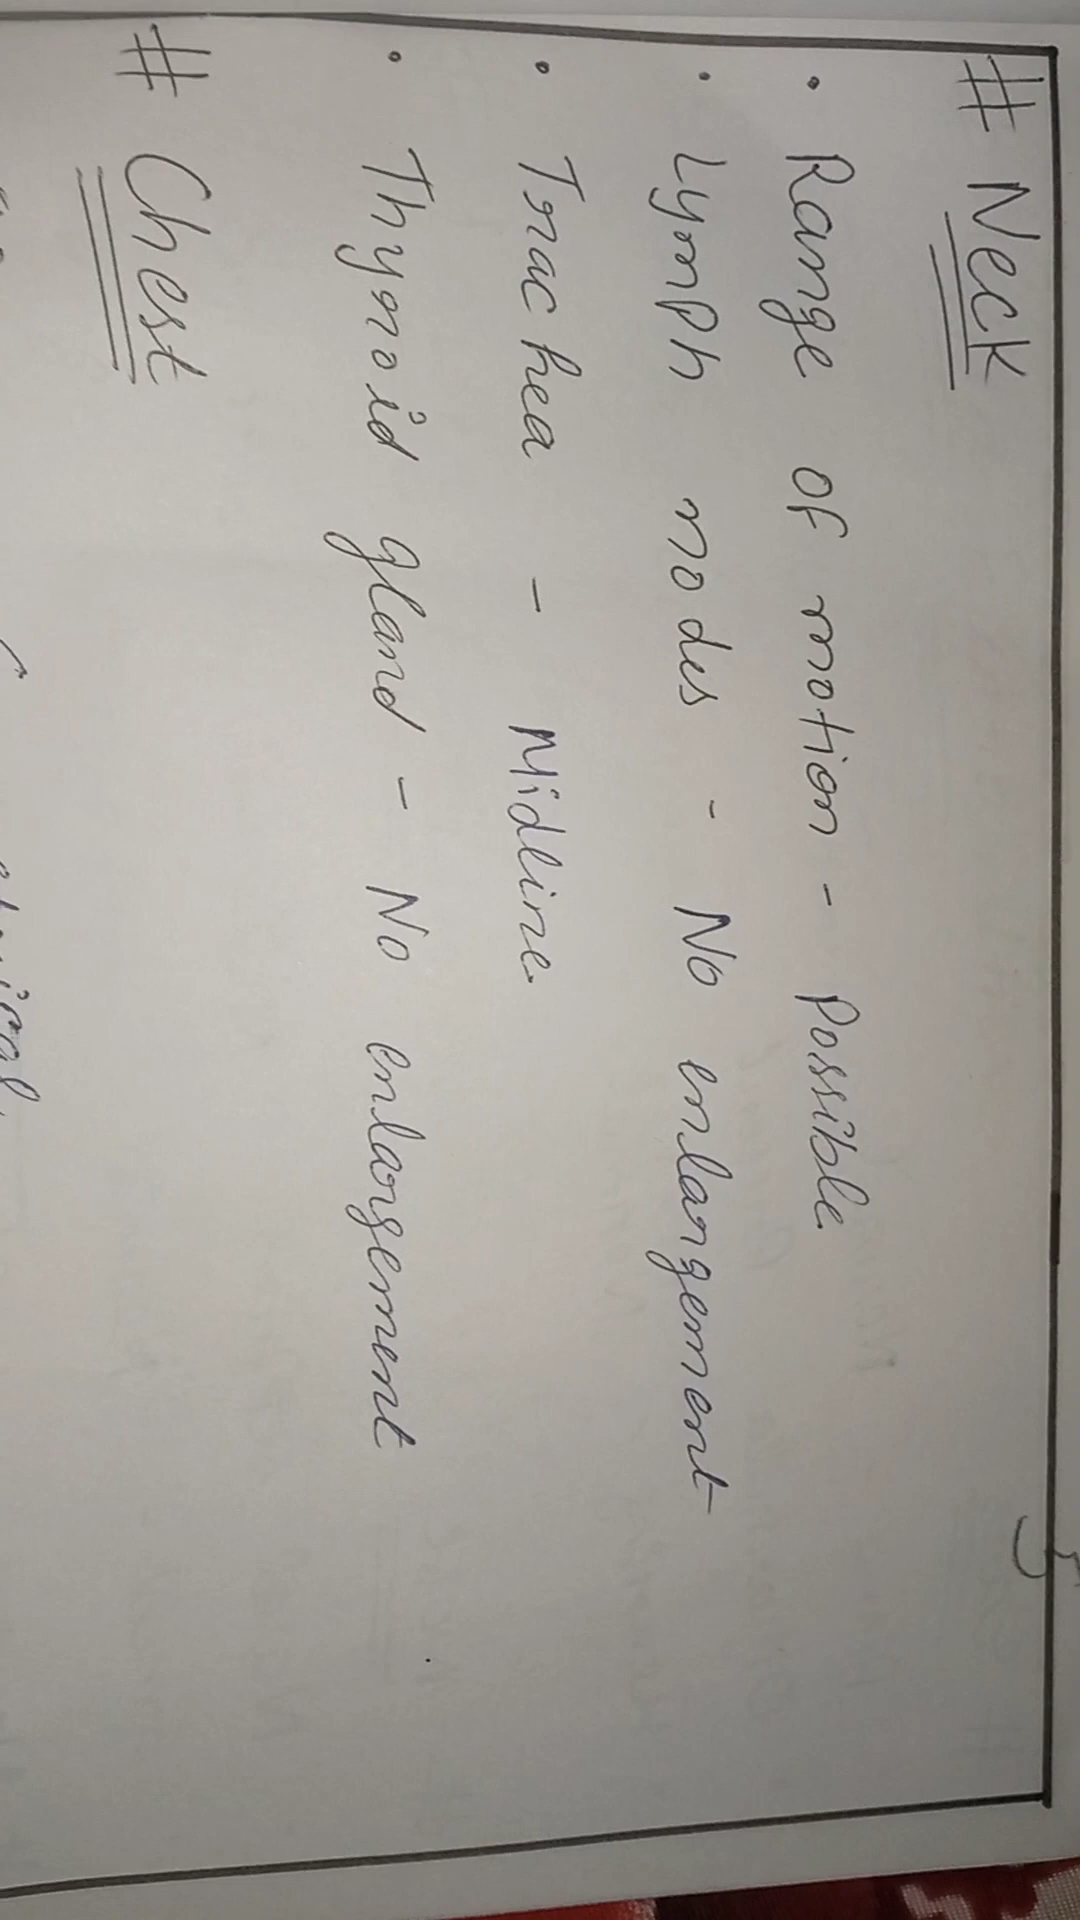 # Neck
• Range of motion - Possible
• Lymph nodes - No enlargement
• Trachea - Midline
• Thyroid gland - No enlargement
# Chest